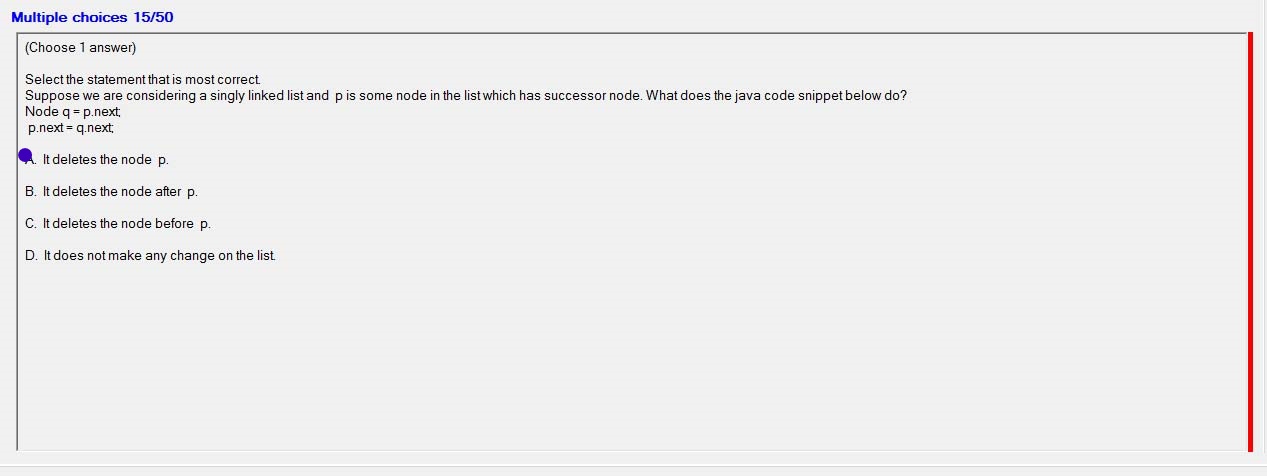 Multiple choices 15/50
(Choose 1 answer)
Select the statement that is most correct.
Suppose we are considering a singly linked list and p is some node in the list which has successor node. What does the java code snippet below do?
Node q = p.next;
p.next = q.next;
A. It deletes the node p.
B. It deletes the node after p.
C. It deletes the node before p.
D. It does not make any change on the list.